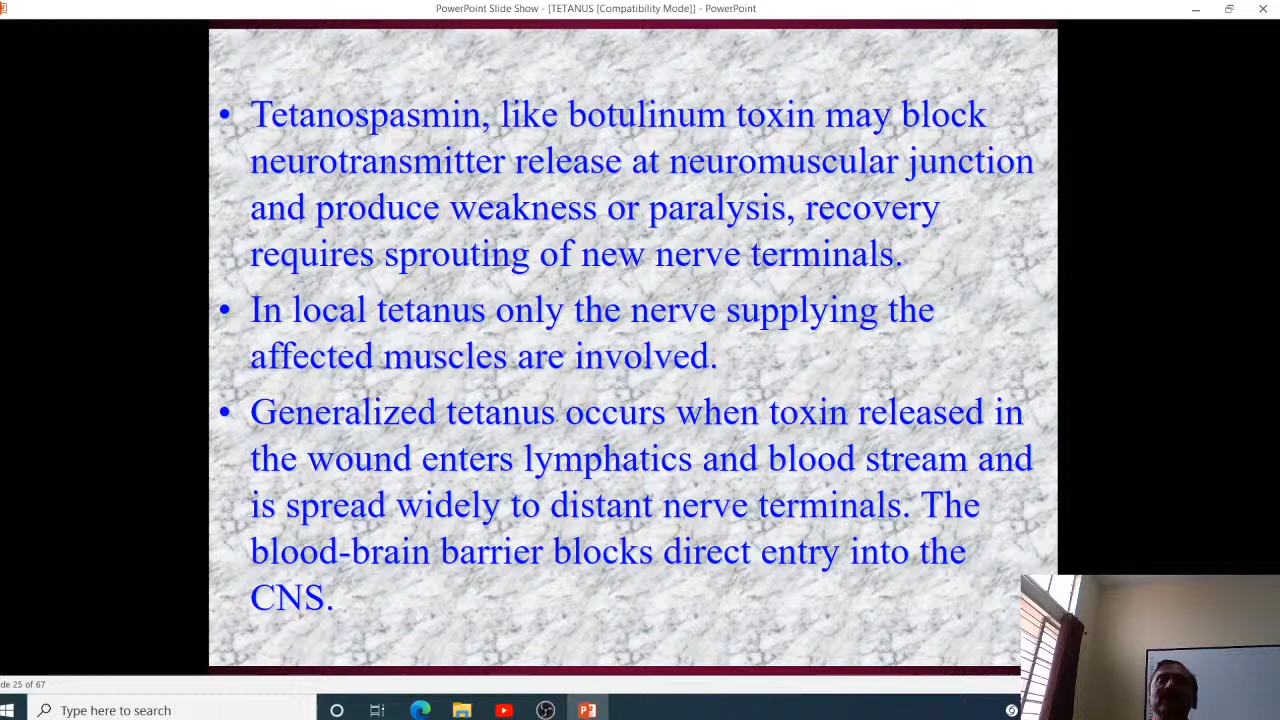 PowerPoint Slide Show - [TETANUS [Compatibility Mode]] - PowerPoint
• Tetanospasmin, like botulinum toxin may block
neurotransmitter release at neuromuscular junction
and produce weakness or paralysis, recovery
requires sprouting of new nerve terminals.
• In local tetanus only the nerve supplying the
affected muscles are involved.
• Generalized tetanus occurs when toxin released in
the wound enters lymphatics and blood stream and
is spread widely to distant nerve terminals. The
blood-brain barrier blocks direct entry into the
CNS.
de 25 of 67
Type here to search